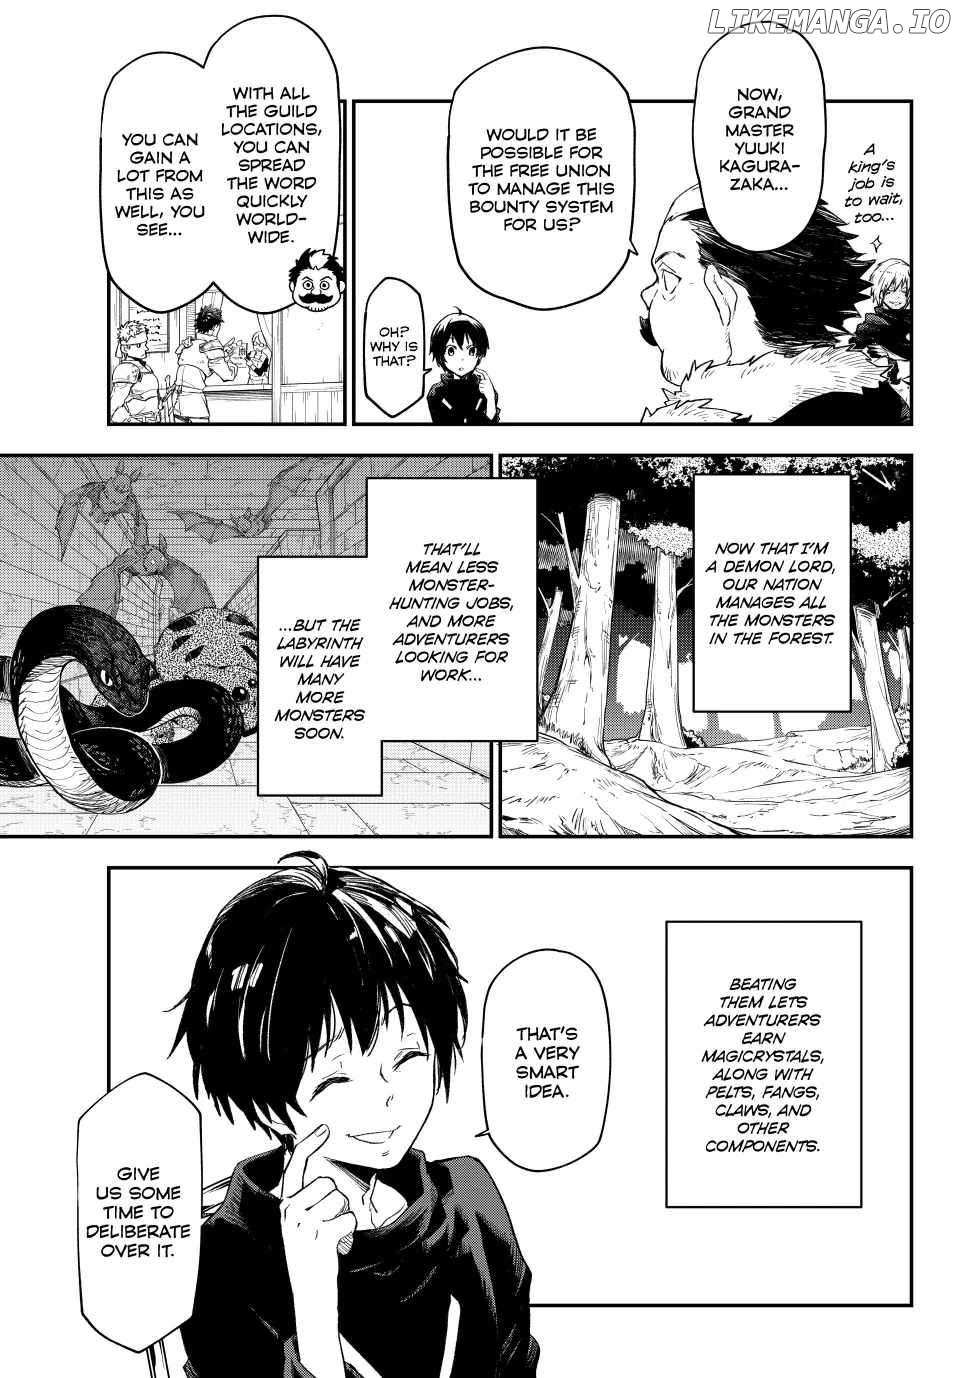 LIKEMANGA.IO
NOW,
GRAND
MASTER
YUUKI
KAGURA-
ZAKA...
A
king's
job is
to wait,
too...
WOULD IT BE
POSSIBLE FOR
THE FREE UNION
TO MANAGE THIS
BOUNTY SYSTEM
FOR US?
OH?
WHY IS
THAT?
WITH ALL
THE GUILD
LOCATIONS,
YOU CAN
SPREAD
THE WORD
QUICKLY
WORLD-
WIDE.
YOU CAN
GAIN A
LOT FROM
THIS AS
WELL, YOU
SEE...
NOW THAT I'M
A DEMON LORD,
OUR NATION
MANAGES ALL
THE MONSTERS
IN THE FOREST.
THAT'LL
MEAN LESS
MONSTER-
HUNTING JOBS,
AND MORE
ADVENTURERS
LOOKING FOR
WORK...
...BUT THE
LABYRINTH
WILL HAVE
MANY
MORE
MONSTERS
SOON.
BEATING
THEM LETS
ADVENTURERS
EARN
MAGICRYSTALS,
ALONG WITH
PELTS, FANGS,
CLAWS, AND
OTHER
COMPONENTS.
THAT'S
A VERY
SMART
IDEA.
GIVE
US SOME
TIME TO
DELIBERATE
OVER IT.